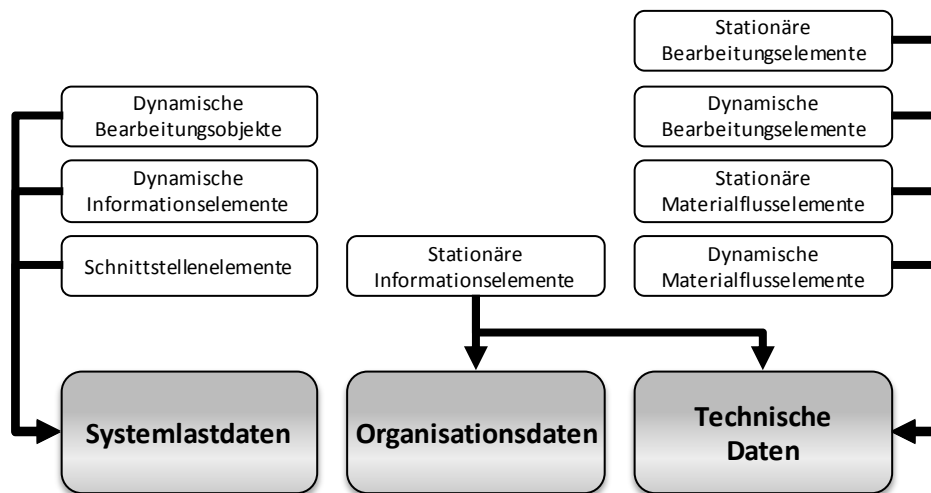 Stationäre
Bearbeitungselemente
Dynamische
Bearbeitungsobjekte
Dynamische
Bearbeitungselemente
Dynamische
Informationselemente
Stationäre
Materialflusselemente
Schnittstellenelemente
Stationäre
Informationselemente
Dynamische
Materialflusselemente
Systemlastdaten
Organisationsdaten
Technische
Daten